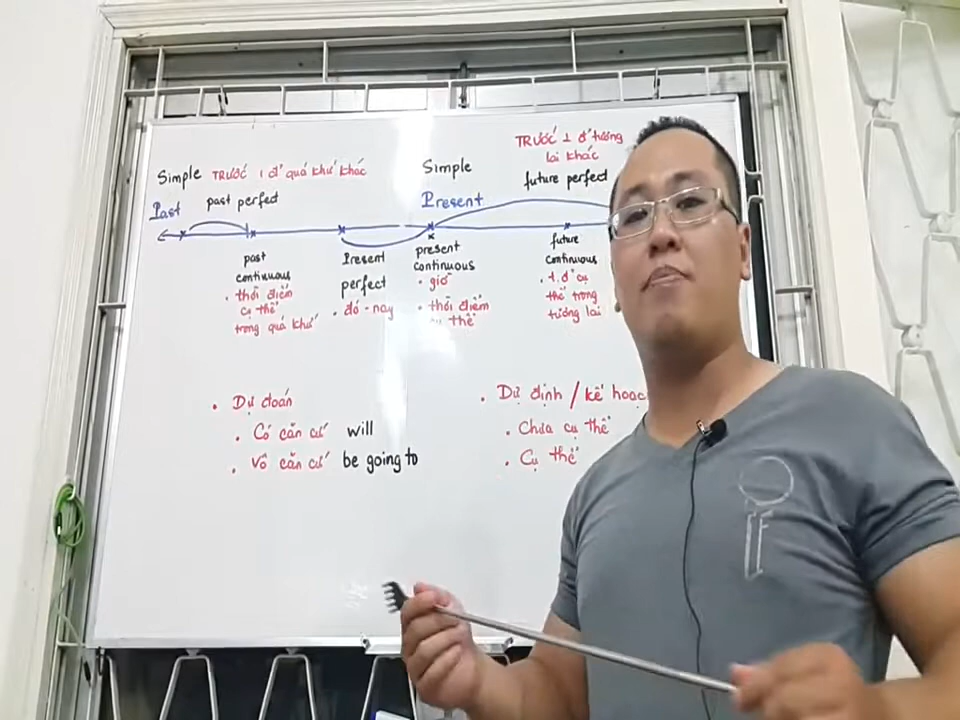 Simple TRƯỚC 1 đ' quá khứ khác
past perfect
Past
Simple
Present
TRƯỚC 1 đ' tương
lai khác
future perfect
past
continuous
. thời điểm
cụ thể
trong quá khứ
Present
perfect
. đó - nay
present
continuous
. giờ
. thời điểm
cụ thể
future
continuous
. t. đ' cụ
thể trong
tương lai
. Dự đoán
. Có căn cứ will
. Vô căn cứ be going to
. Dự định / kế hoạc
. Chưa cụ thể
. Cụ thể